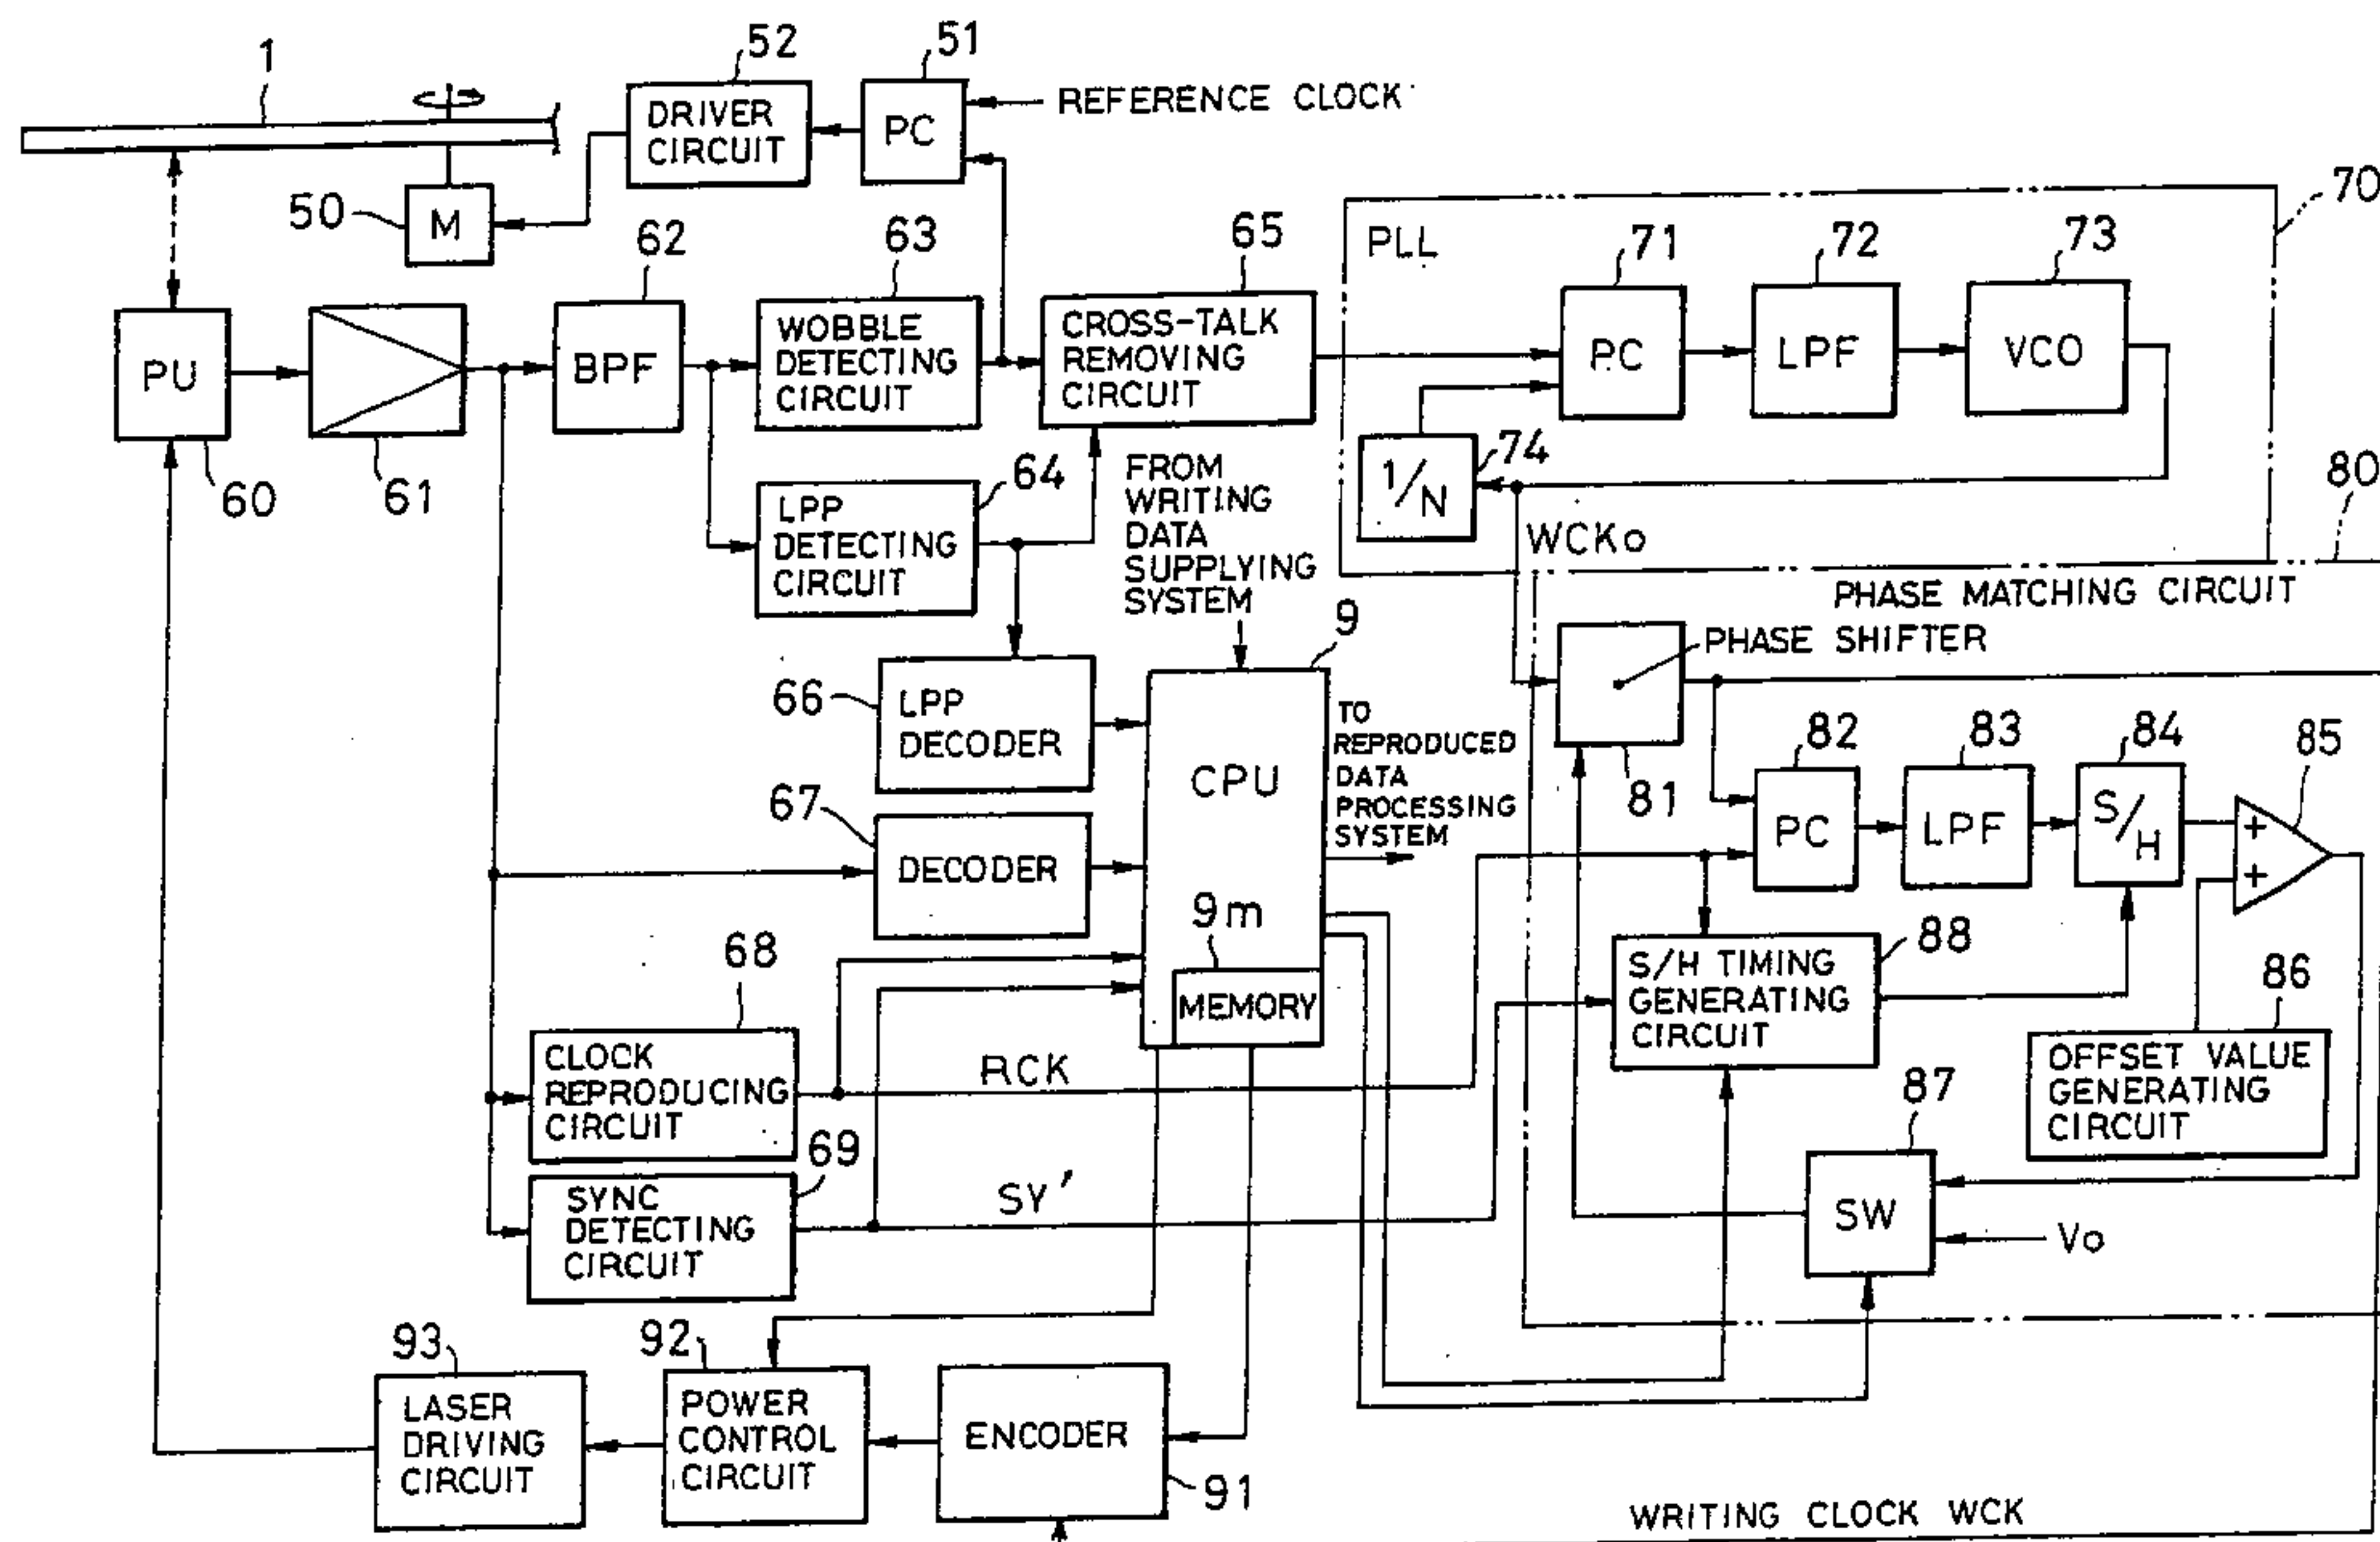 1
52
51
DRIVER
CIRCUIT
PC
REFERENCE CLOCK
50
M
62
63
65
PLL
71
72
73
70
PU
60
61
BPF
WOBBLE
DETECTING
CIRCUIT
CROSS-TALK
REMOVING
CIRCUIT
PC
LPF
VCO
1/N
74
80
64
LPP
DETECTING
CIRCUIT
FROM
WRITING
DATA
SUPPLYING
SYSTEM
WCKo
PHASE MATCHING CIRCUIT
9
PHASE SHIFTER
66
LPP
DECODER
CPU
TO
REPRODUCED
DATA
PROCESSING
SYSTEM
81
82
83
84
85
PC
LPF
S/H
+
+
67
DECODER
9m
MEMORY
88
S/H TIMING
GENERATING
CIRCUIT
86
OFFSET VALUE
GENERATING
CIRCUIT
68
CLOCK
REPRODUCING
CIRCUIT
RCK
87
SW
Vo
69
SYNC
DETECTING
CIRCUIT
SY'
93
LASER
DRIVING
CIRCUIT
92
POWER
CONTROL
CIRCUIT
ENCODER
91
WRITING CLOCK WCK